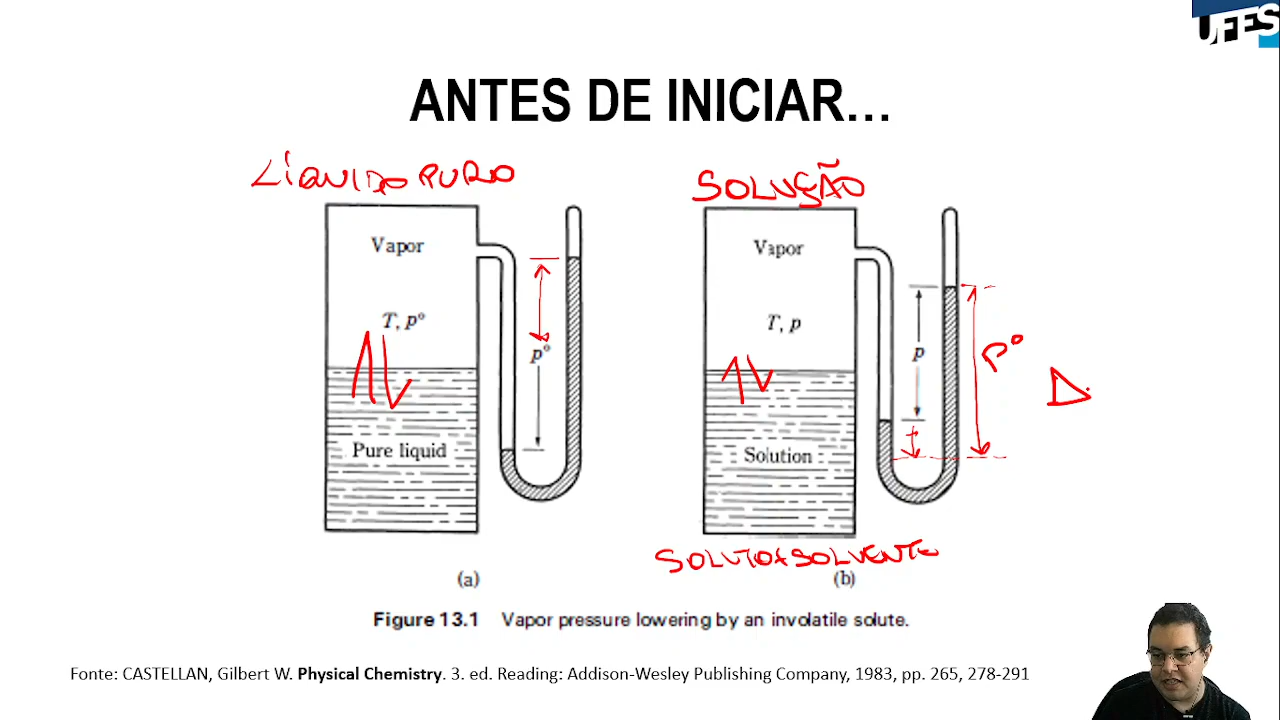 UFES
ANTES DE INICIAR...
LÍQUIDO PURO
SOLUÇÃO
Vapor
T, p°
p°
Pure liquid
Vapor
T, p
p
p°
Solution
SOLUTO+SOLVENTE
(a)
(b)
Figure 13.1 Vapor pressure lowering by an involatile solute.
Fonte: CASTELLAN, Gilbert W. Physical Chemistry. 3. ed. Reading: Addison-Wesley Publishing Company, 1983, pp. 265, 278-291